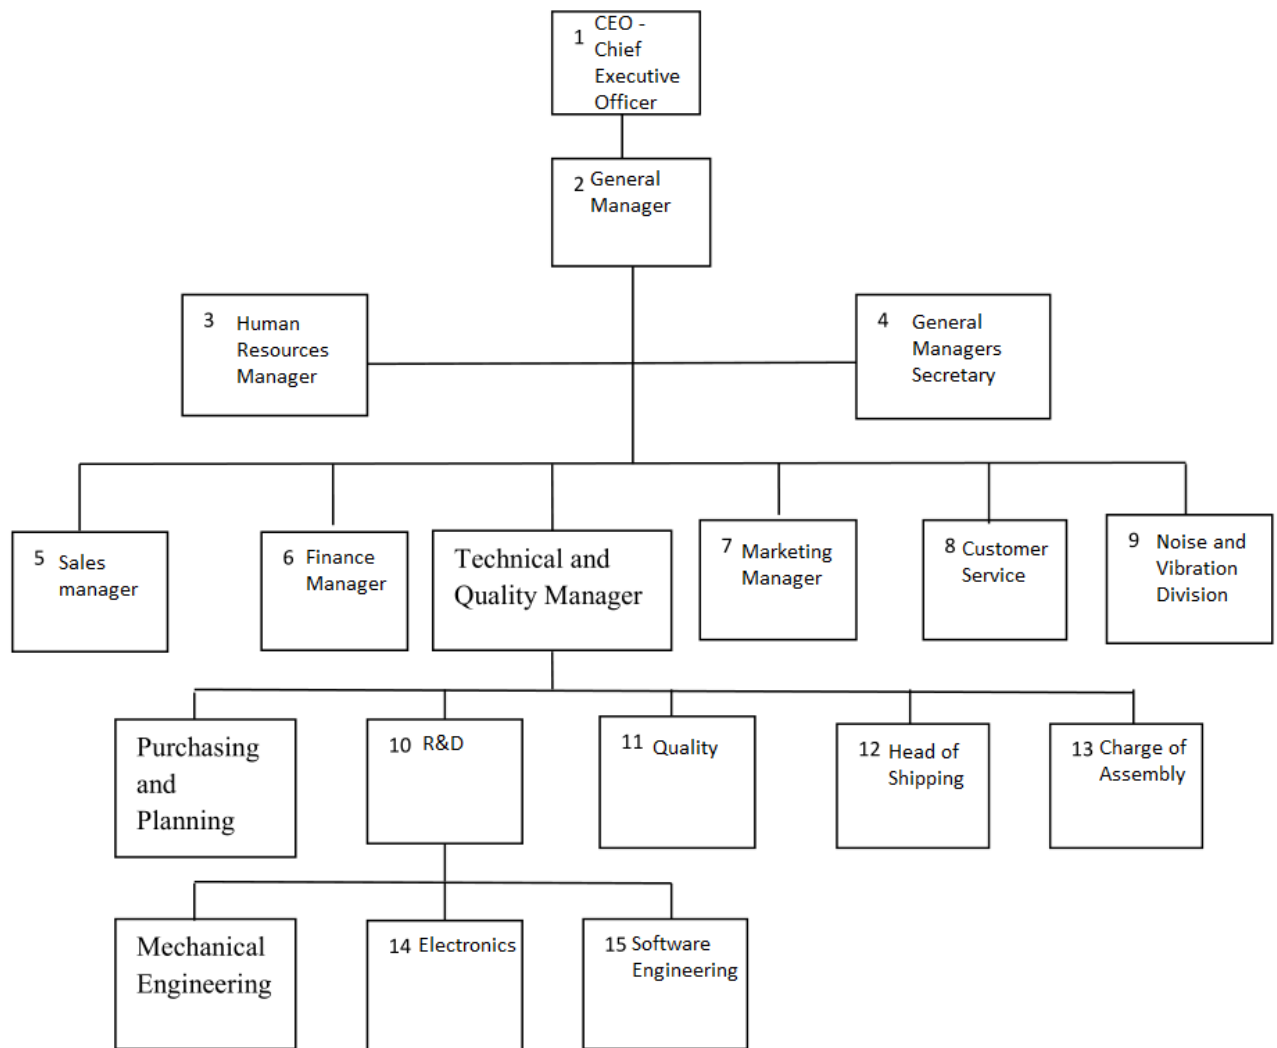 1 CEO -
Chief
Executive
Officer
2 General
Manager
3 Human
Resources
Manager
4 General
Managers
Secretary
5 Sales
manager
6 Finance
Manager
Technical and
Quality Manager
7 Marketing
Manager
8 Customer
Service
9 Noise and
Vibration
Division
Purchasing
and
Planning
10 R&D
11 Quality
12 Head of
Shipping
13 Charge of
Assembly
Mechanical
Engineering
14 Electronics
15 Software
Engineering